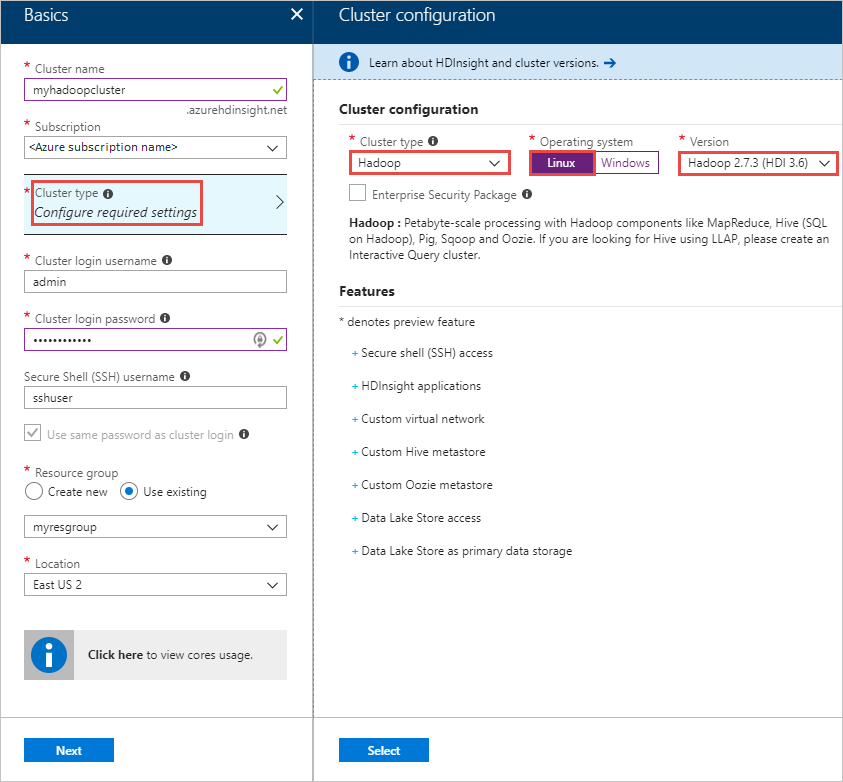 Basics
Cluster configuration
* Cluster name
myhadoopcluster
.azurehdinsight.net
* Subscription
<Azure subscription name>
* Cluster type
Configure required settings
* Cluster login username
admin
* Cluster login password
••••••••••••
Secure Shell (SSH) username
sshuser
Use same password as cluster login
* Resource group
Create new Use existing
myresgroup
* Location
East US 2
Click here to view cores usage.
Next
Learn about HDInsight and cluster versions. →
Cluster configuration
* Cluster type * Operating system * Version
Hadoop Linux Windows Hadoop 2.7.3 (HDI 3.6)
Enterprise Security Package
Hadoop : Petabyte-scale processing with Hadoop components like MapReduce, Hive (SQL
on Hadoop), Pig, Sqoop and Oozie. If you are looking for Hive using LLAP, please create an
Interactive Query cluster.
Features
* denotes preview feature
+ Secure shell (SSH) access
+ HDInsight applications
+ Custom virtual network
+ Custom Hive metastore
+ Custom Oozie metastore
+ Data Lake Store access
+ Data Lake Store as primary data storage
Select